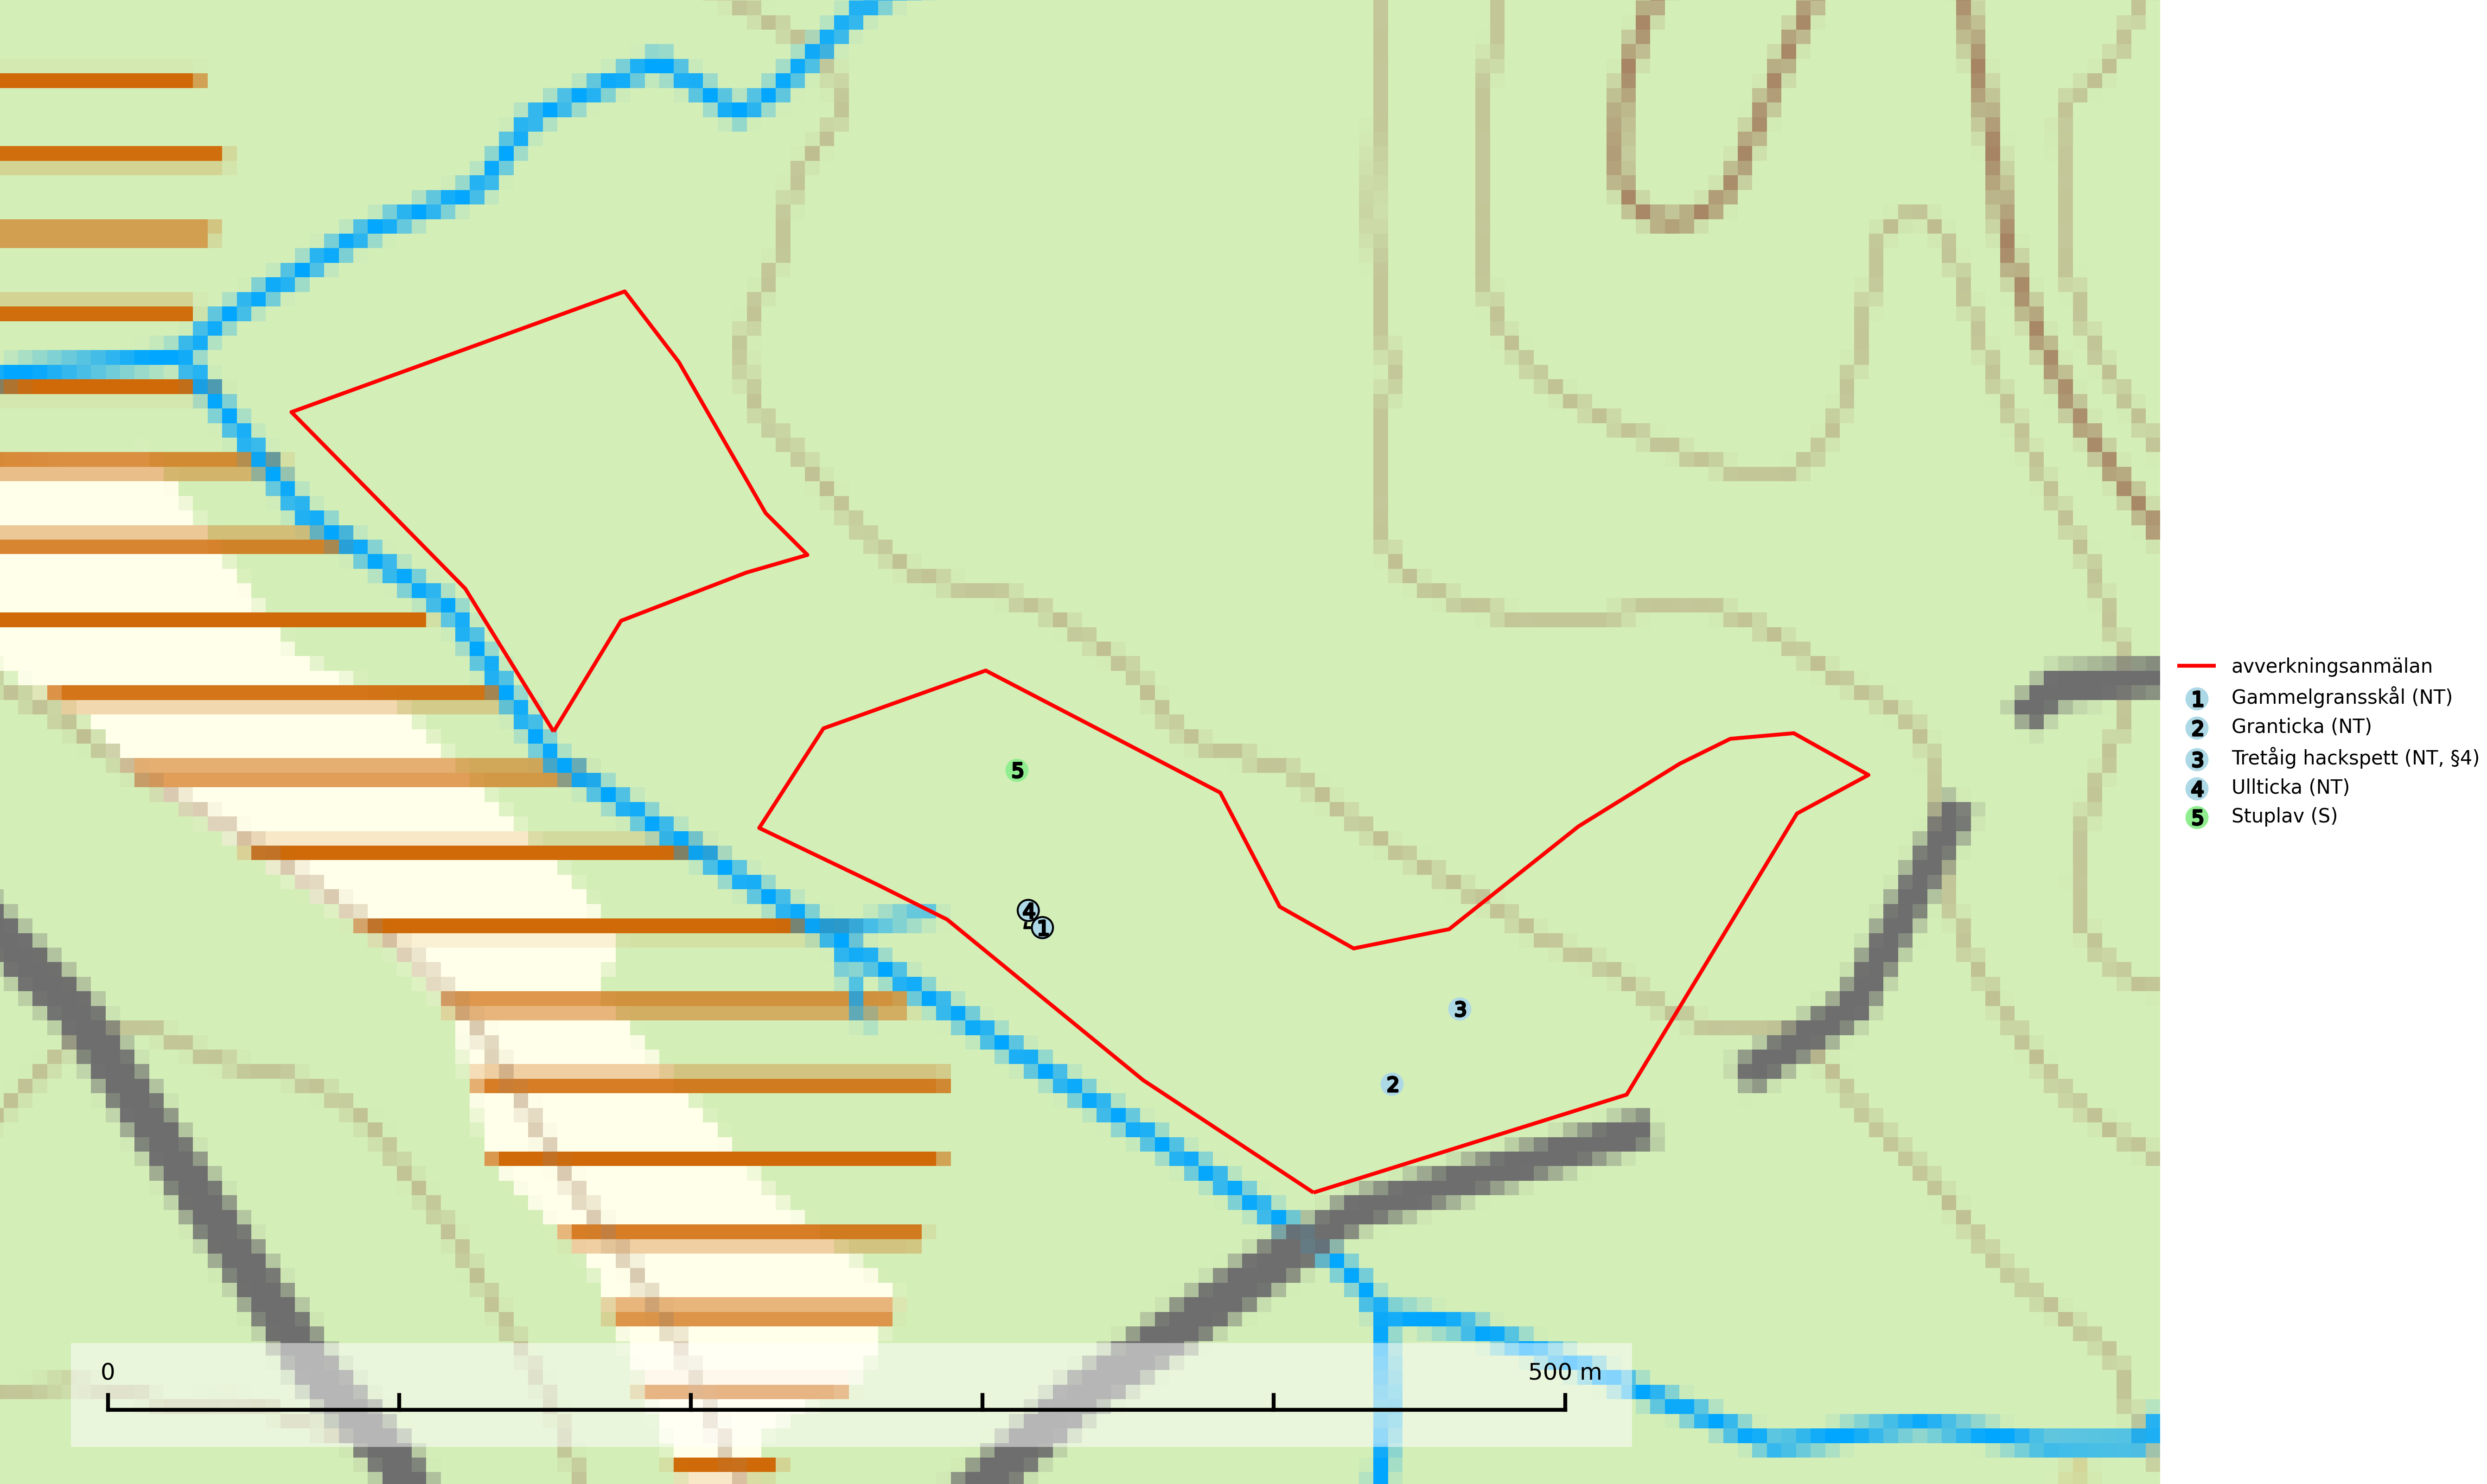 5
4
1
3
2
avverkningsanmälan
1 Gammelgransskål (NT)
2 Granticka (NT)
3 Tretåig hackspett (NT, §4)
4 Ullticka (NT)
5 Stuplav (S)
0 500 m